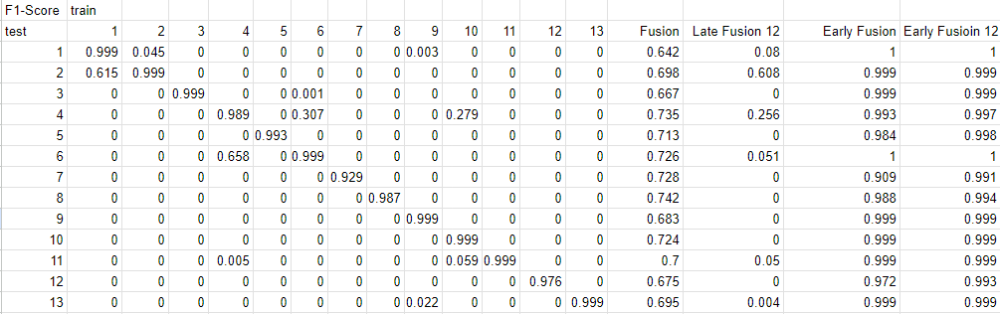 F1-Score train
test 1 2 3 4 5 6 7 8 9 10 11 12 13 Fusion Late Fusion 12 Early Fusion Early Fusioin 12
1 0.999 0.045 0 0 0 0 0 0 0.003 0 0 0 0 0.642 0.08 1 1
2 0.615 0.999 0 0 0 0 0 0 0 0 0 0 0 0.698 0.608 0.999 0.999
3 0 0 0.999 0 0 0.001 0 0 0 0 0 0 0 0.667 0 0.999 0.999
4 0 0 0 0.989 0 0.307 0 0 0 0.279 0 0 0 0.735 0.256 0.993 0.997
5 0 0 0 0 0.993 0 0 0 0 0 0 0 0 0.713 0 0.984 0.998
6 0 0 0 0.658 0 0.999 0 0 0 0 0 0 0 0.726 0.051 1 1
7 0 0 0 0 0 0 0.929 0 0 0 0 0 0 0.728 0 0.909 0.991
8 0 0 0 0 0 0 0 0.987 0 0 0 0 0 0.742 0 0.988 0.994
9 0 0 0 0 0 0 0 0 0.999 0 0 0 0 0.683 0 0.999 0.999
10 0 0 0 0 0 0 0 0 0 0.999 0 0 0 0.724 0 0.999 0.999
11 0 0 0 0.005 0 0 0 0 0 0.059 0.999 0 0 0.7 0.05 0.999 0.999
12 0 0 0 0 0 0 0 0 0 0 0 0.976 0 0.675 0 0.972 0.993
13 0 0 0 0 0 0 0 0 0.022 0 0 0 0.999 0.695 0.004 0.999 0.999